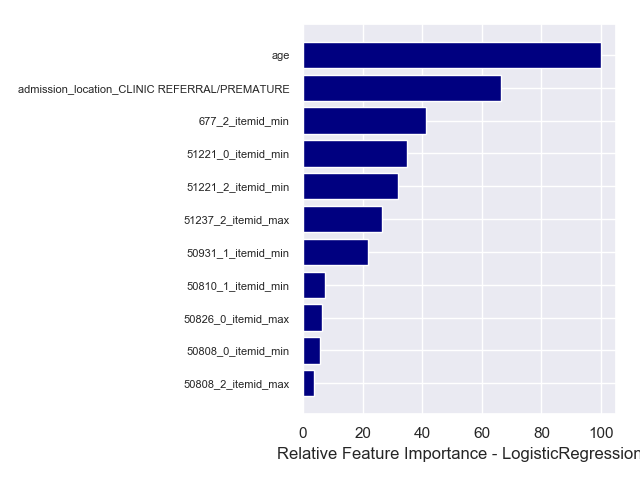 age
admission_location_CLINIC REFERRAL/PREMATURE
677_2_itemid_min
51221_0_itemid_min
51221_2_itemid_min
51237_2_itemid_max
50931_1_itemid_min
50810_1_itemid_min
50826_0_itemid_max
50808_0_itemid_min
50808_2_itemid_max
0 20 40 60 80 100
Relative Feature Importance - LogisticRegression